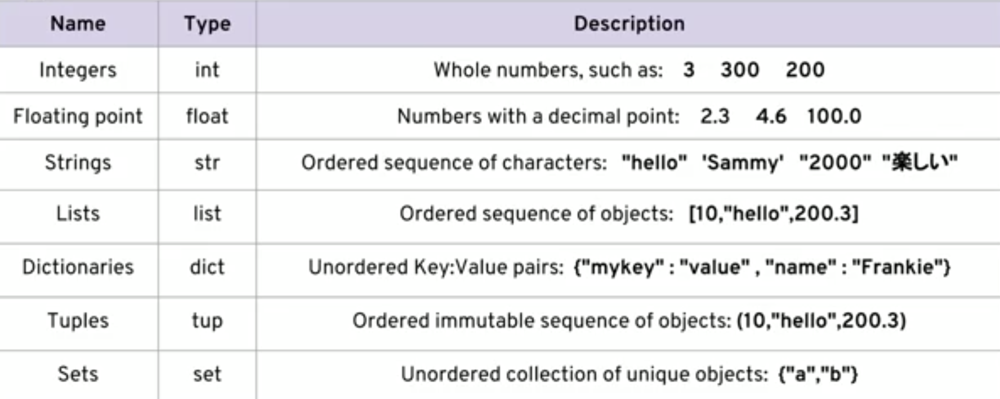 Name Type Description
Integers int Whole numbers, such as: 3 300 200
Floating point float Numbers with a decimal point: 2.3 4.6 100.0
Strings str Ordered sequence of characters: "hello" 'Sammy' "2000" "楽しい"
Lists list Ordered sequence of objects: [10,"hello",200.3]
Dictionaries dict Unordered Key:Value pairs: {"mykey" : "value" , "name" : "Frankie"}
Tuples tup Ordered immutable sequence of objects: (10,"hello",200.3)
Sets set Unordered collection of unique objects: {"a","b"}